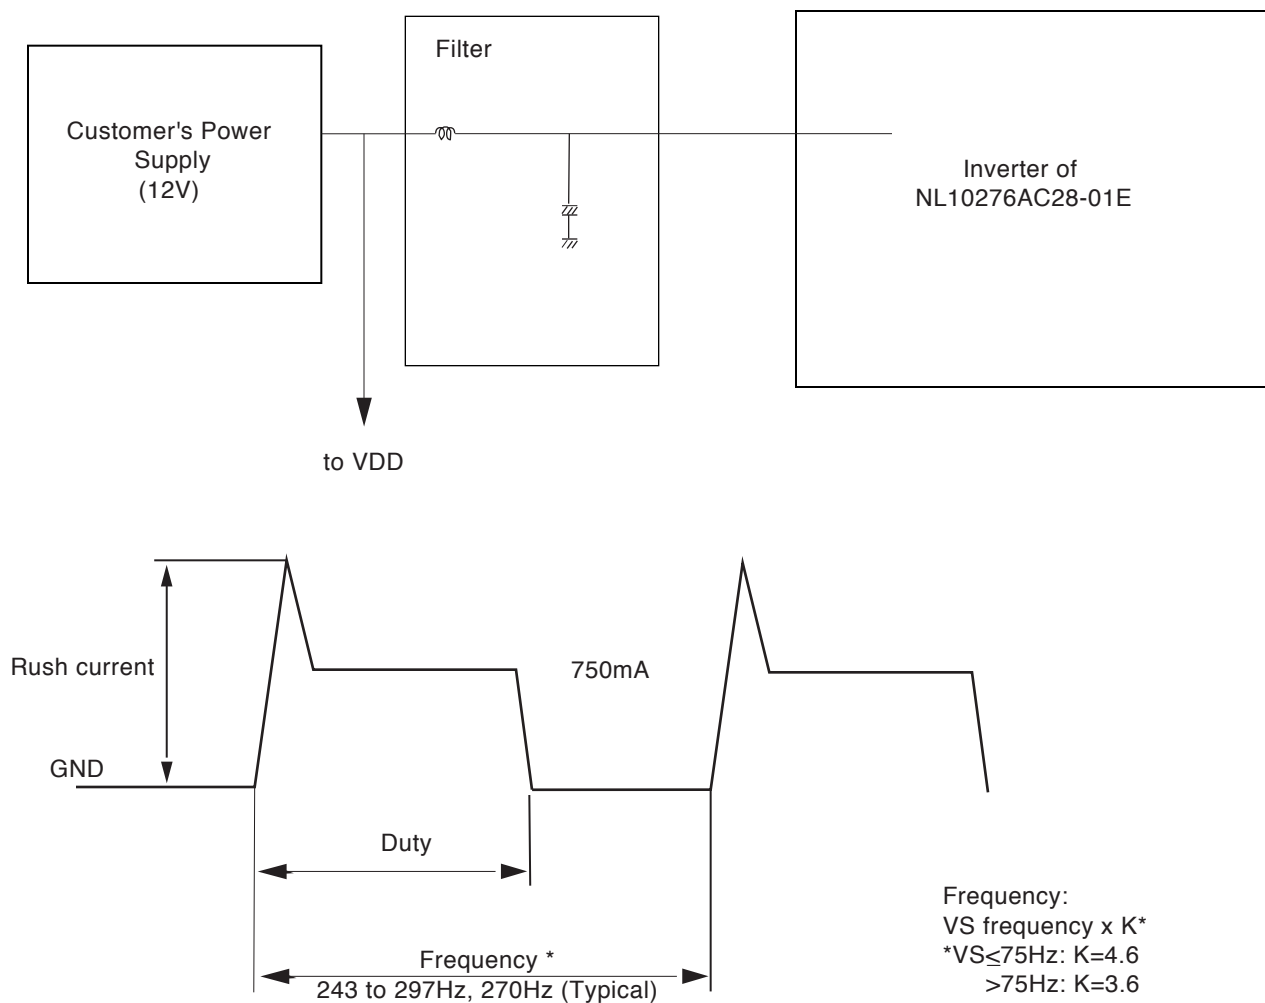 Filter
Customer's Power
Supply
(12V)
Inverter of
NL10276AC28-01E
to VDD
Rush current
750mA
GND
Duty
Frequency *
243 to 297Hz, 270Hz (Typical)
Frequency:
VS frequency x K*
*VS≤75Hz: K=4.6
>75Hz: K=3.6